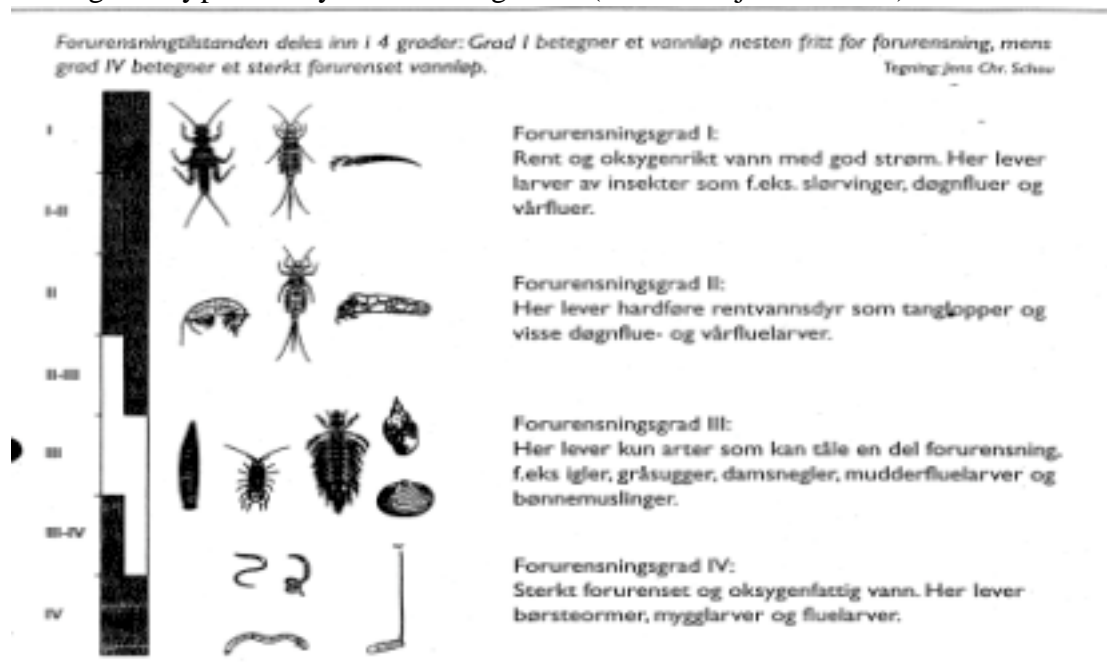 Forurensningtilstanden deles inn i 4 grader: Grad I betegner et vannløp nesten fritt for forurensning, mens
grad IV betegner et sterkt forurenset vannløp.
Tegning: Jens Chr. Schou
I
Forurensningsgrad I:
Rent og oksygenrikt vann med god strøm. Her lever
larver av insekter som f.eks. slørvinger, døgnfluer og
vårfluer.
I-II
II
Forurensningsgrad II:
Her lever hardføre rentvannsdyr som tanglopper og
visse døgnflue- og vårfluelarver.
II-III
III
Forurensningsgrad III:
Her lever kun arter som kan tåle en del forurensning,
f.eks igler, gråsugger, damsnegler, mudderfluelarver og
bønnemuslinger.
III-IV
IV
Forurensningsgrad IV:
Sterkt forurenset og oksygenfattig vann. Her lever
børsteormer, mygglarver og fluelarver.